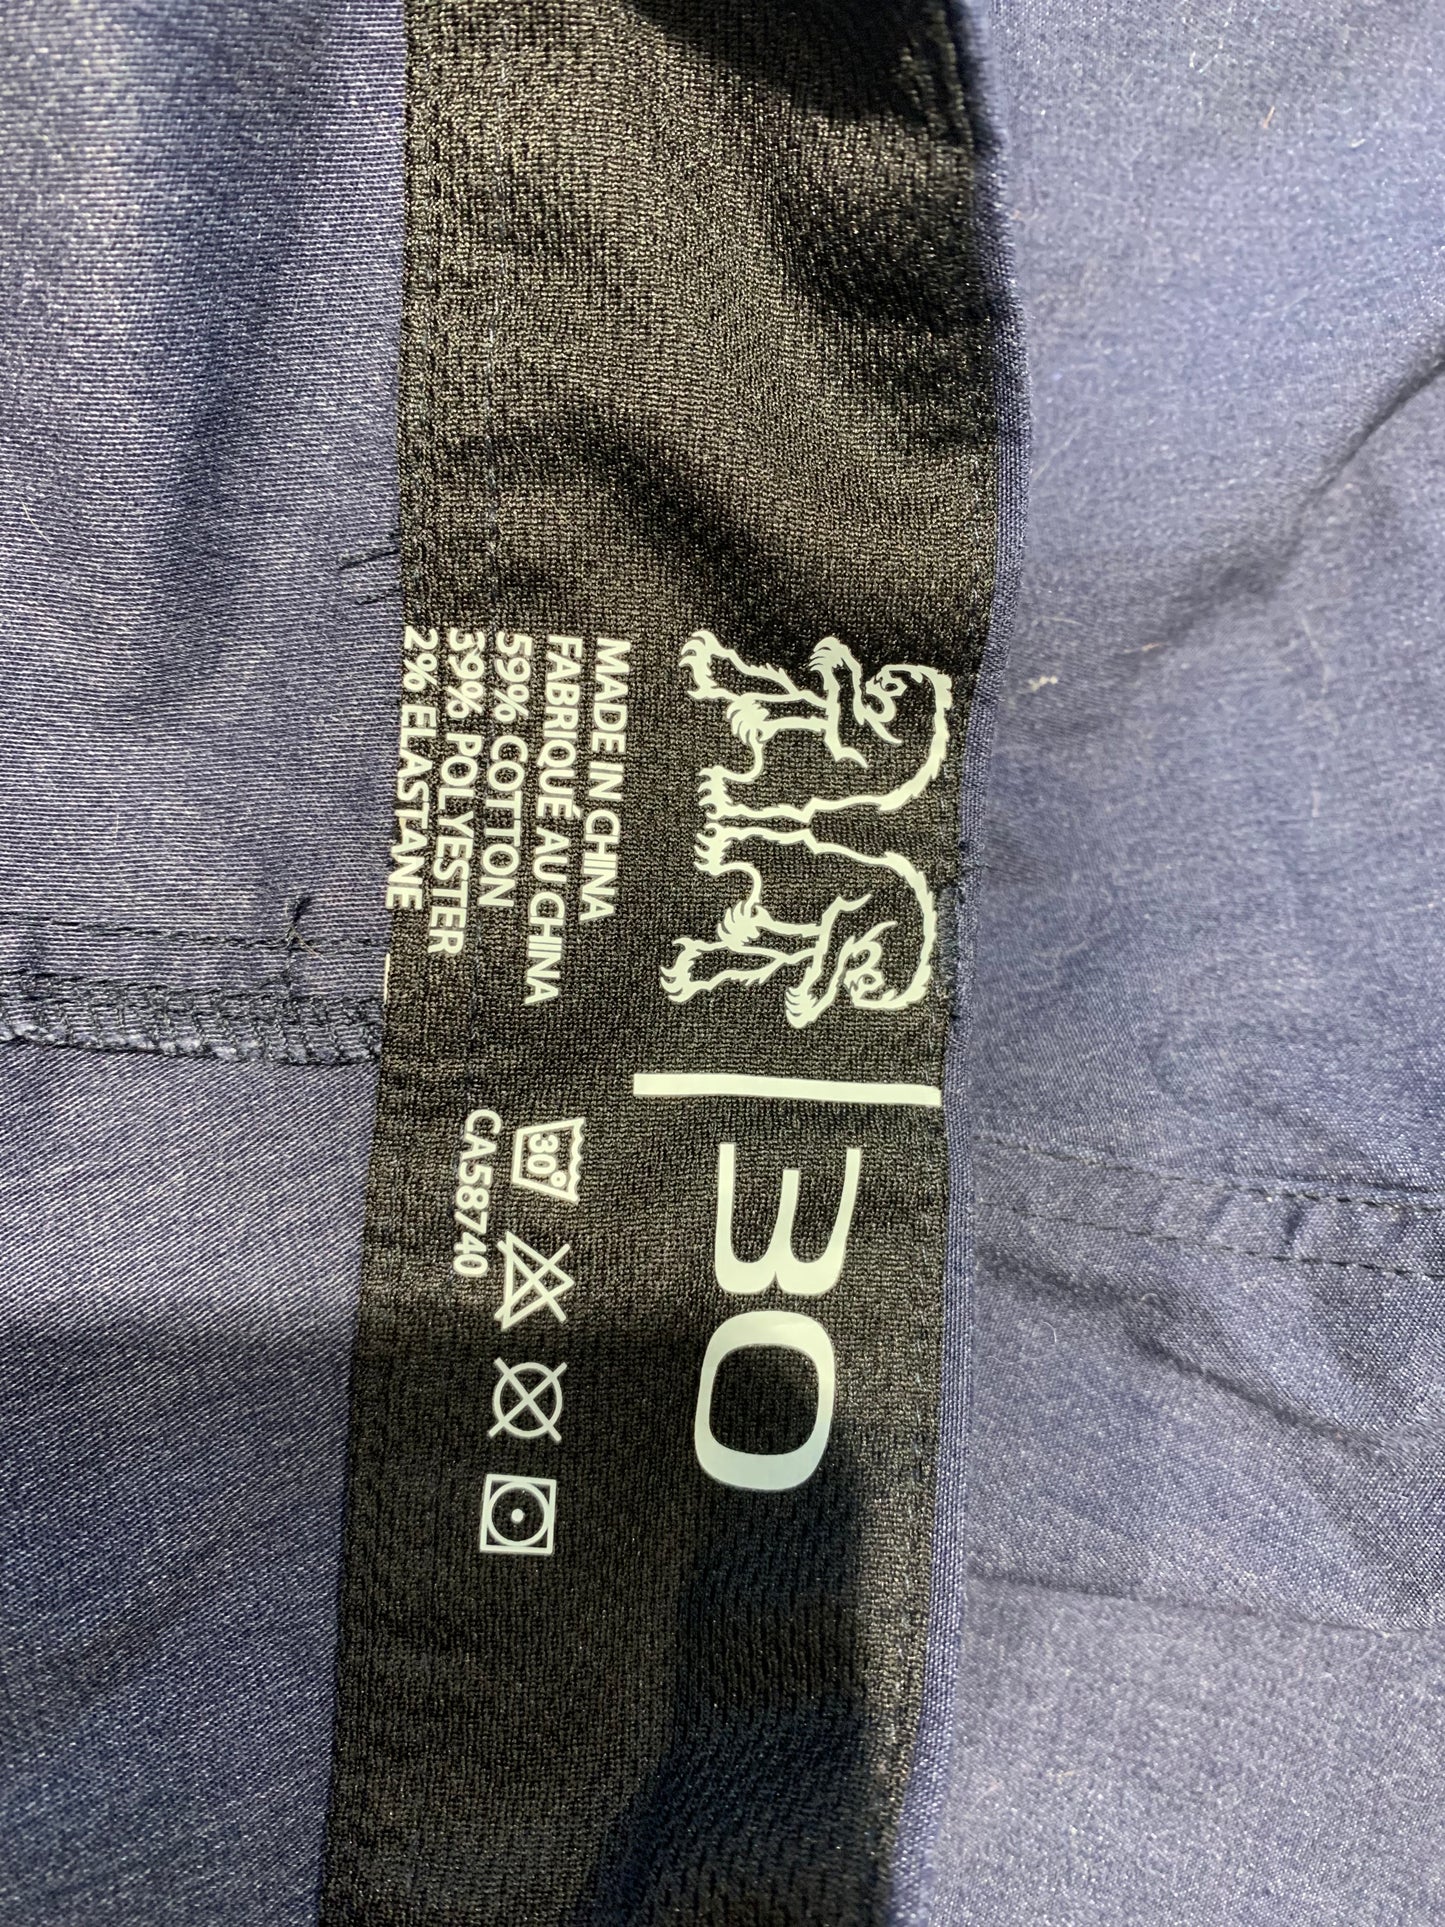 | 30
MADE IN CHINA
FABRIQUÉ AU CHINA
59% COTTON
39% POLYESTER
2% ELASTANE
30°
CA58740